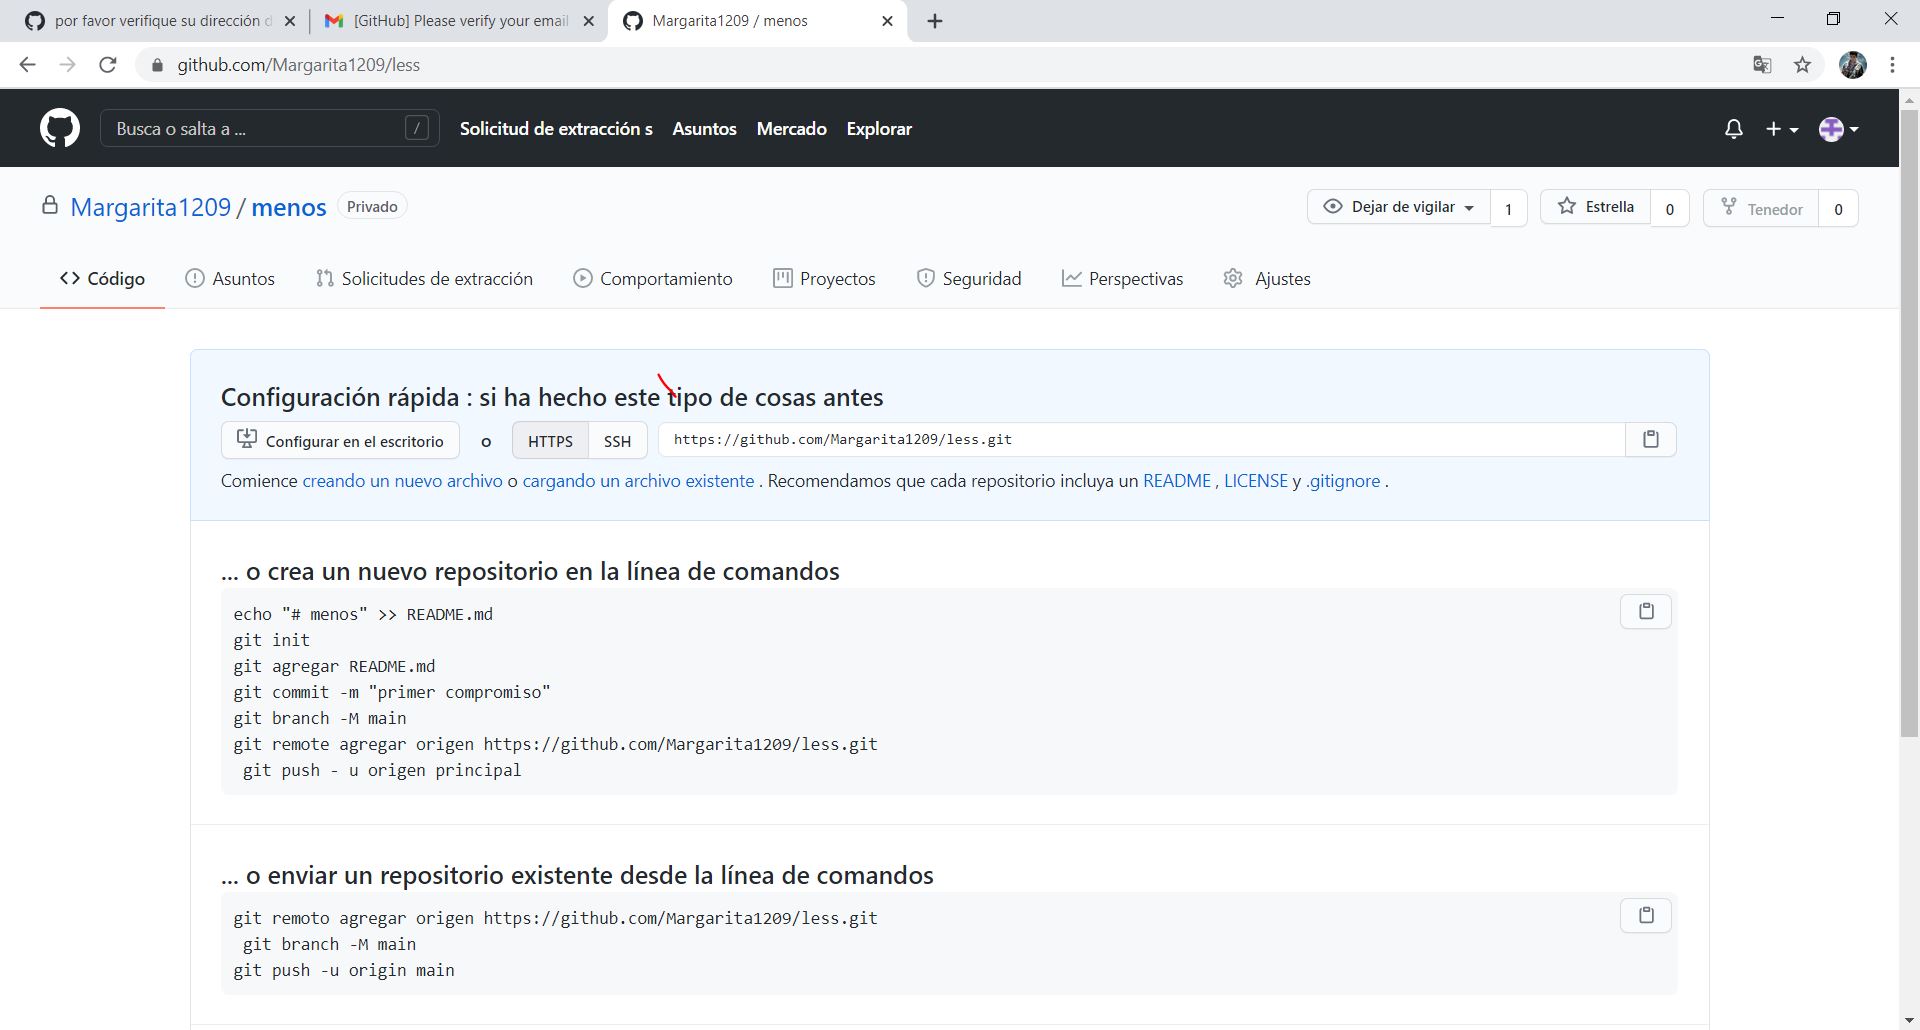 por favor verifique su dirección d
[GitHub] Please verify your email
Margarita1209 / menos
github.com/Margarita1209/less
Busca o salta a ... /
Solicitud de extracción s Asuntos Mercado Explorar
Margarita1209 / menos Privado
Dejar de vigilar 1 Estrella 0 Tenedor 0
Código Asuntos Solicitudes de extracción Comportamiento Proyectos Seguridad Perspectivas Ajustes
Configuración rápida : si ha hecho este tipo de cosas antes
Configurar en el escritorio o HTTPS SSH https://github.com/Margarita1209/less.git
Comience creando un nuevo archivo o cargando un archivo existente . Recomendamos que cada repositorio incluya un README , LICENSE y .gitignore .
... o crea un nuevo repositorio en la línea de comandos
echo "# menos" >> README.md
git init
git agregar README.md
git commit -m "primer compromiso"
git branch -M main
git remote agregar origen https://github.com/Margarita1209/less.git
git push - u origen principal
... o enviar un repositorio existente desde la línea de comandos
git remoto agregar origen https://github.com/Margarita1209/less.git
git branch -M main
git push -u origin main